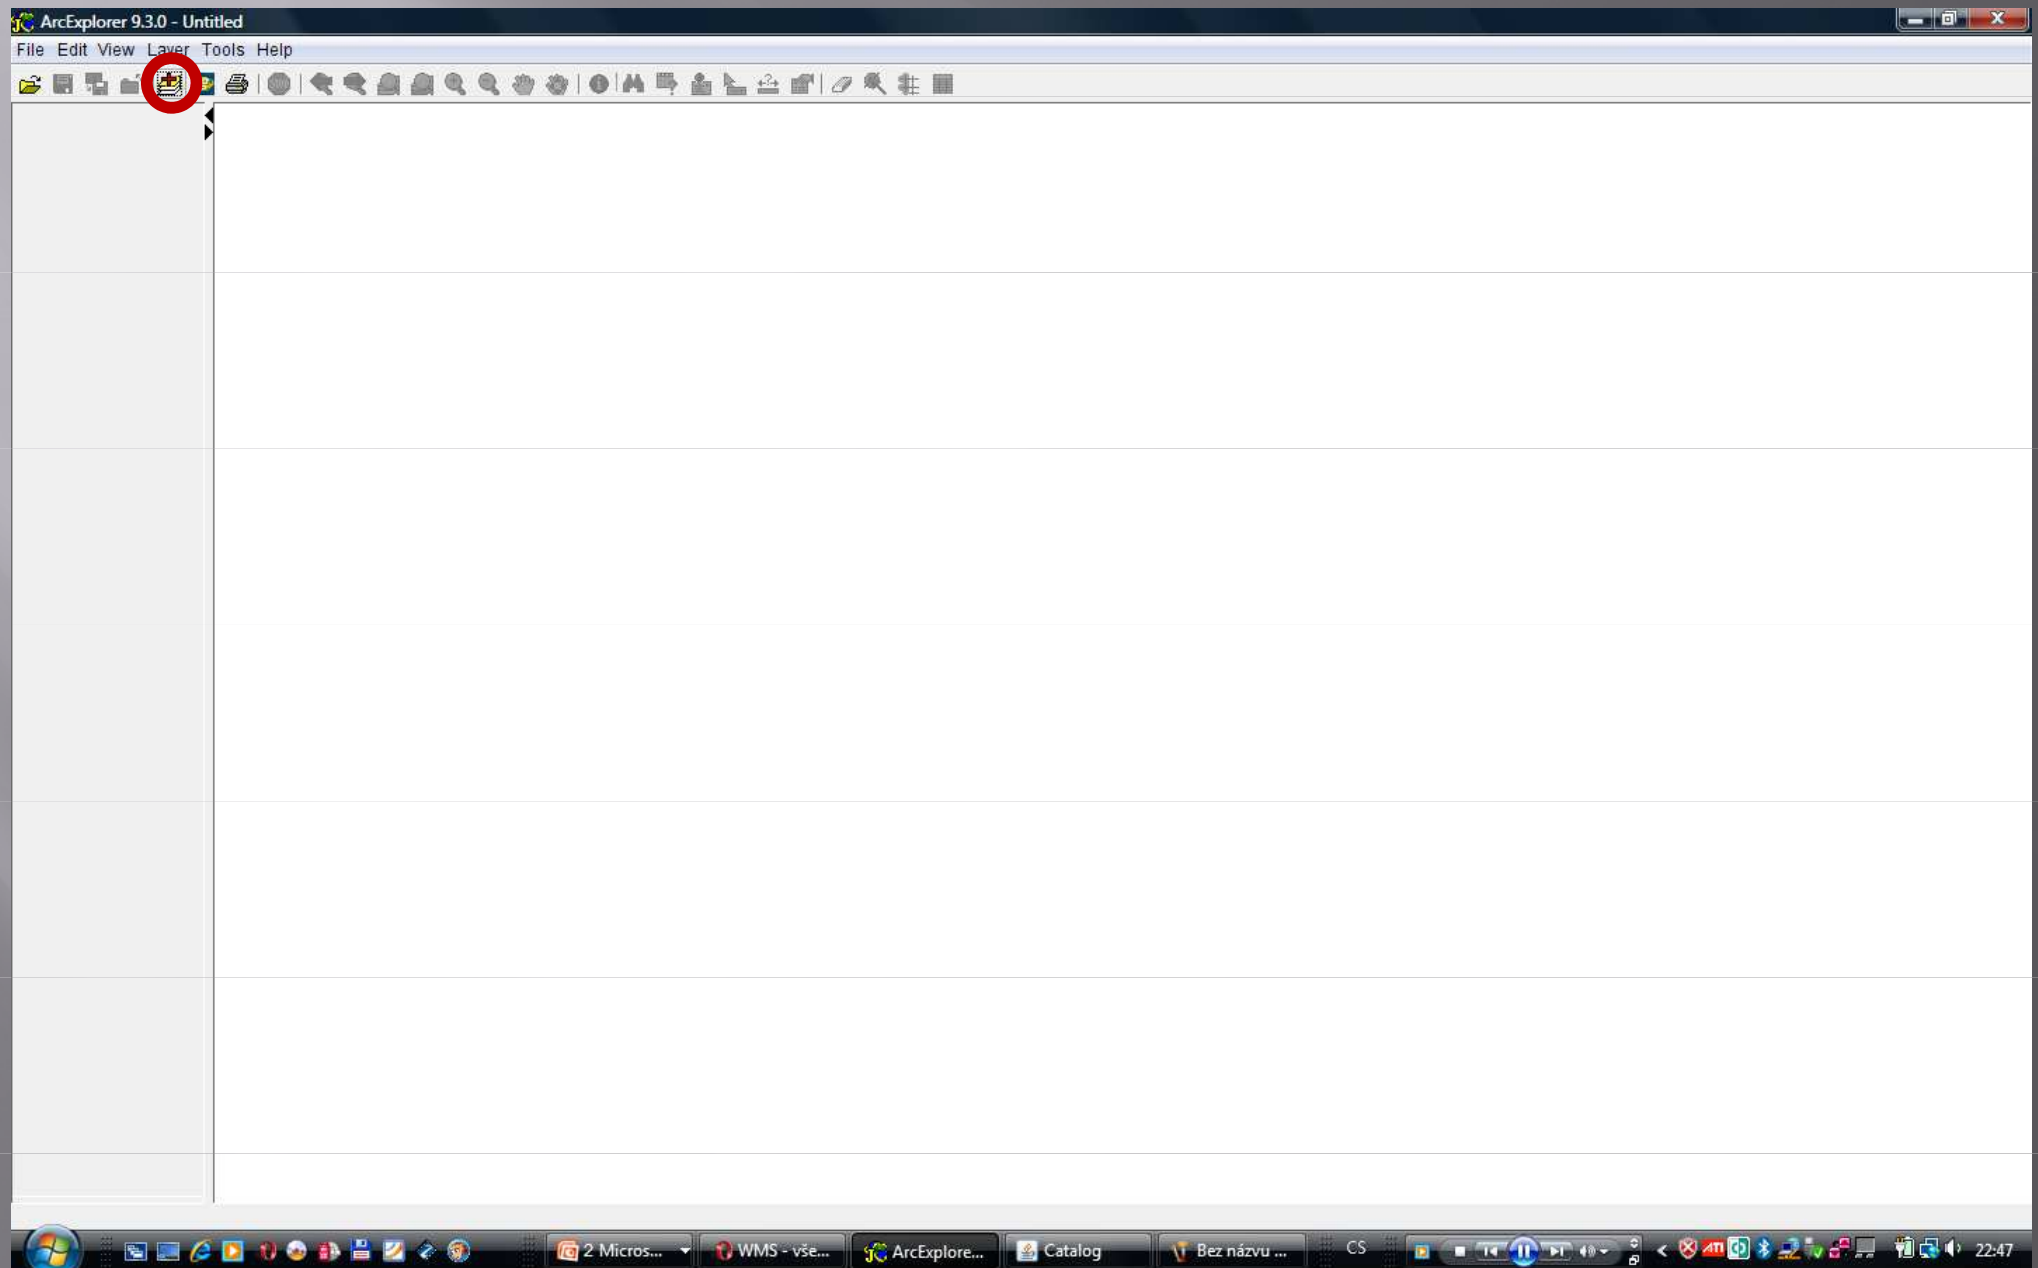 ArcExplorer 9.3.0 - Untitled
File Edit View Layer Tools Help
2 Micros...
WMS - vše...
ArcExplore...
Catalog
Bez názvu ...
CS
ATI
22:47